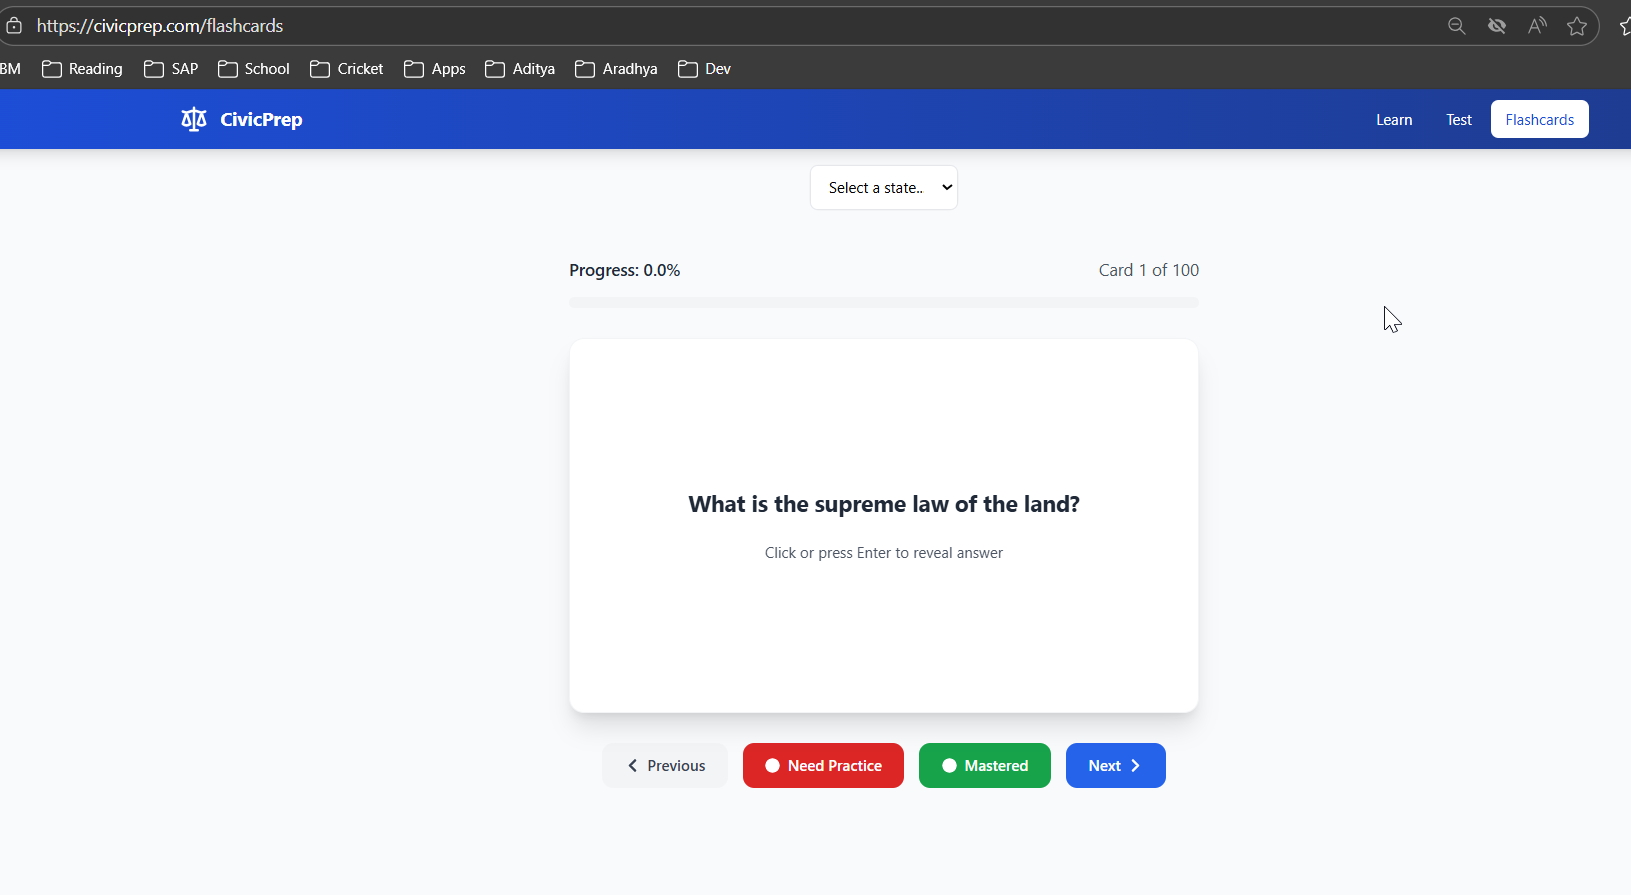 https://civicprep.com/flashcards
BM Reading SAP School Cricket Apps Aditya Aradhya Dev
CivicPrep Learn Test Flashcards
Select a state..
Progress: 0.0% Card 1 of 100
What is the supreme law of the land?
Click or press Enter to reveal answer
Previous Need Practice Mastered Next